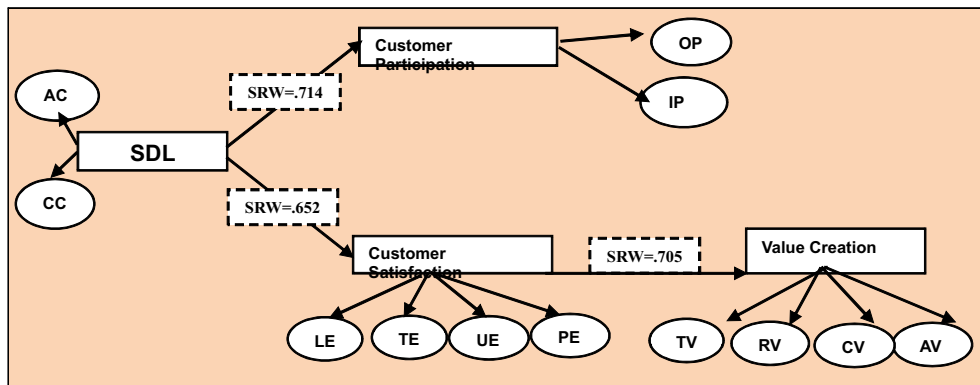 Customer
Participation
OP
SRW=.714
AC
IP
SDL
CC
SRW=.652
Customer
Satisfaction
SRW=.705
Value Creation
LE
TE
UE
PE
TV
RV
CV
AV